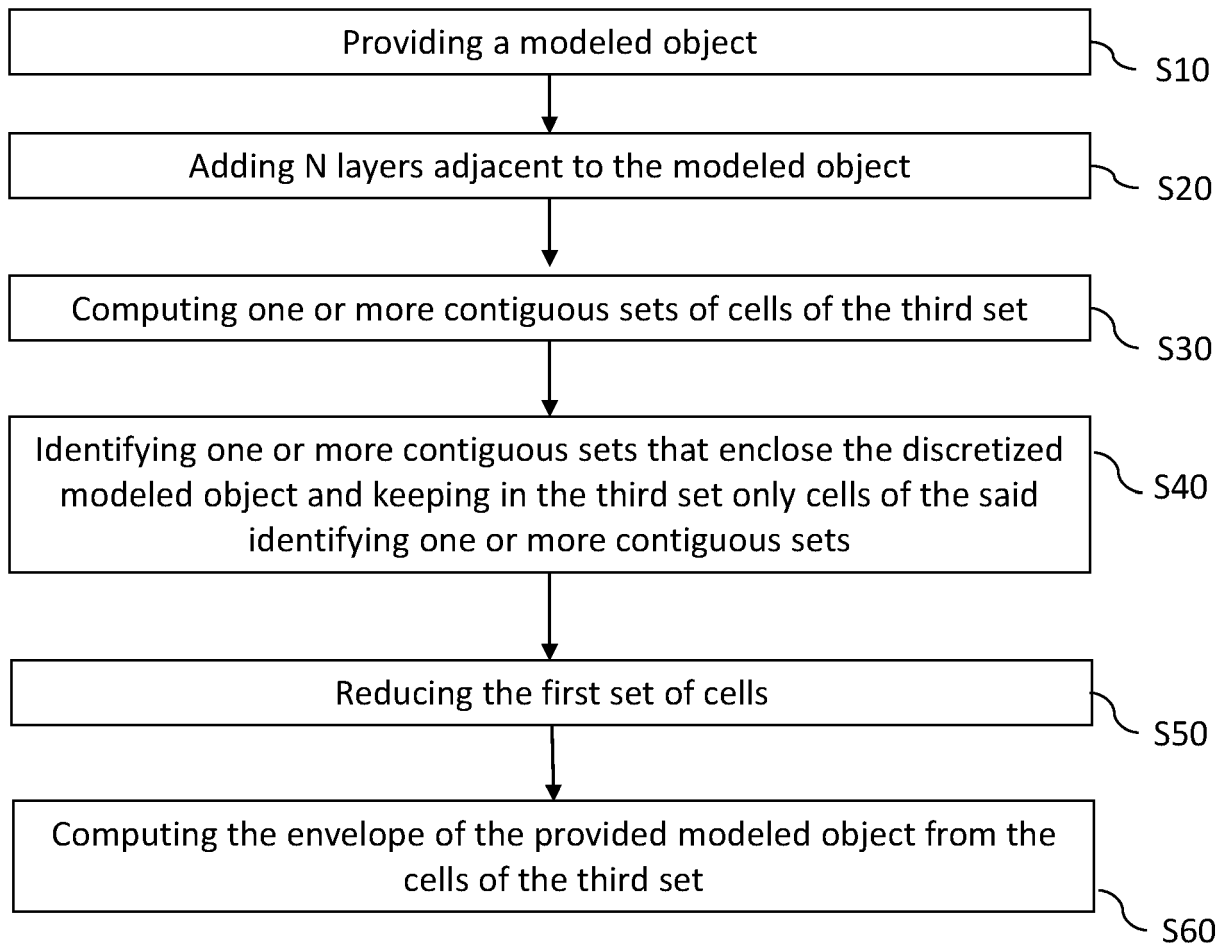 Providing a modeled object
S10
Adding N layers adjacent to the modeled object
S20
Computing one or more contiguous sets of cells of the third set
S30
Identifying one or more contiguous sets that enclose the discretized
modeled object and keeping in the third set only cells of the said
identifying one or more contiguous sets
S40
Reducing the first set of cells
S50
Computing the envelope of the provided modeled object from the
cells of the third set
S60